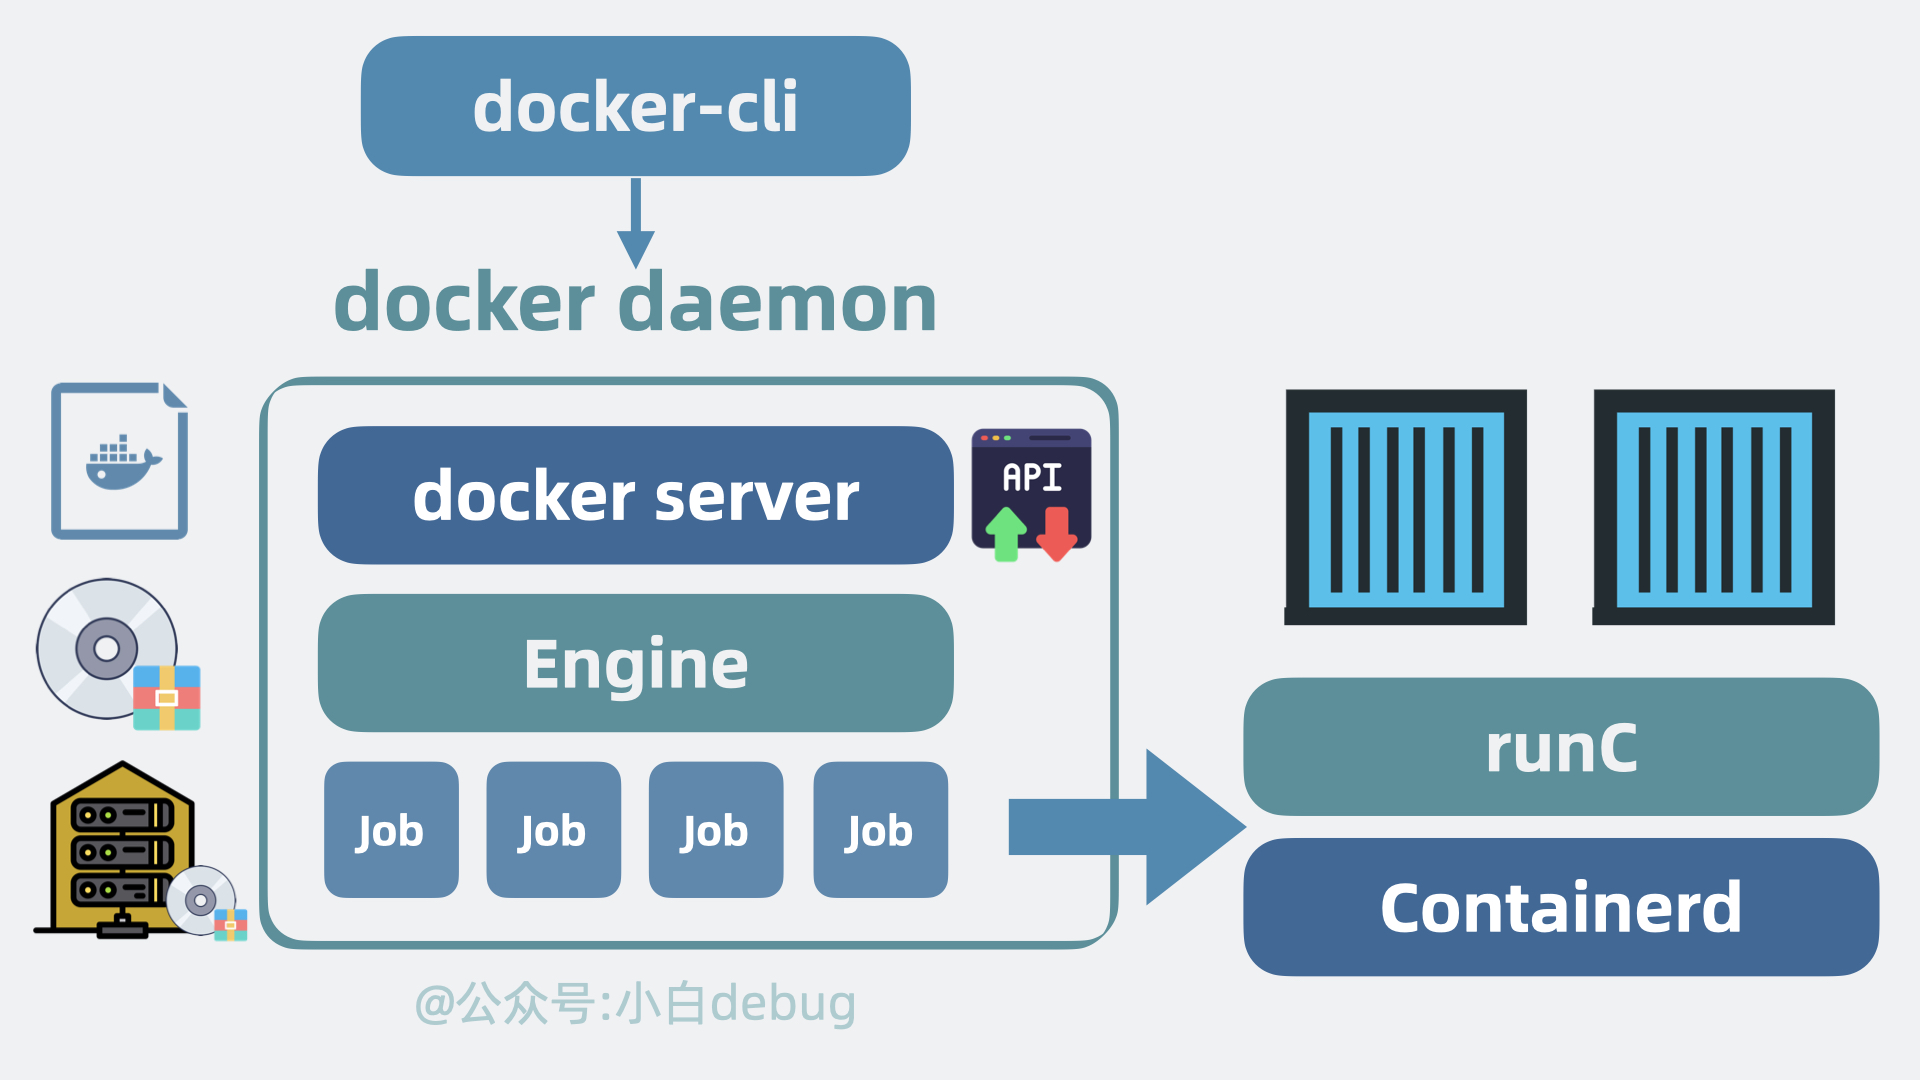 docker-cli
docker daemon
docker server
API
Engine
Job
Job
Job
Job
runC
Containerd
@公众号:小白debug